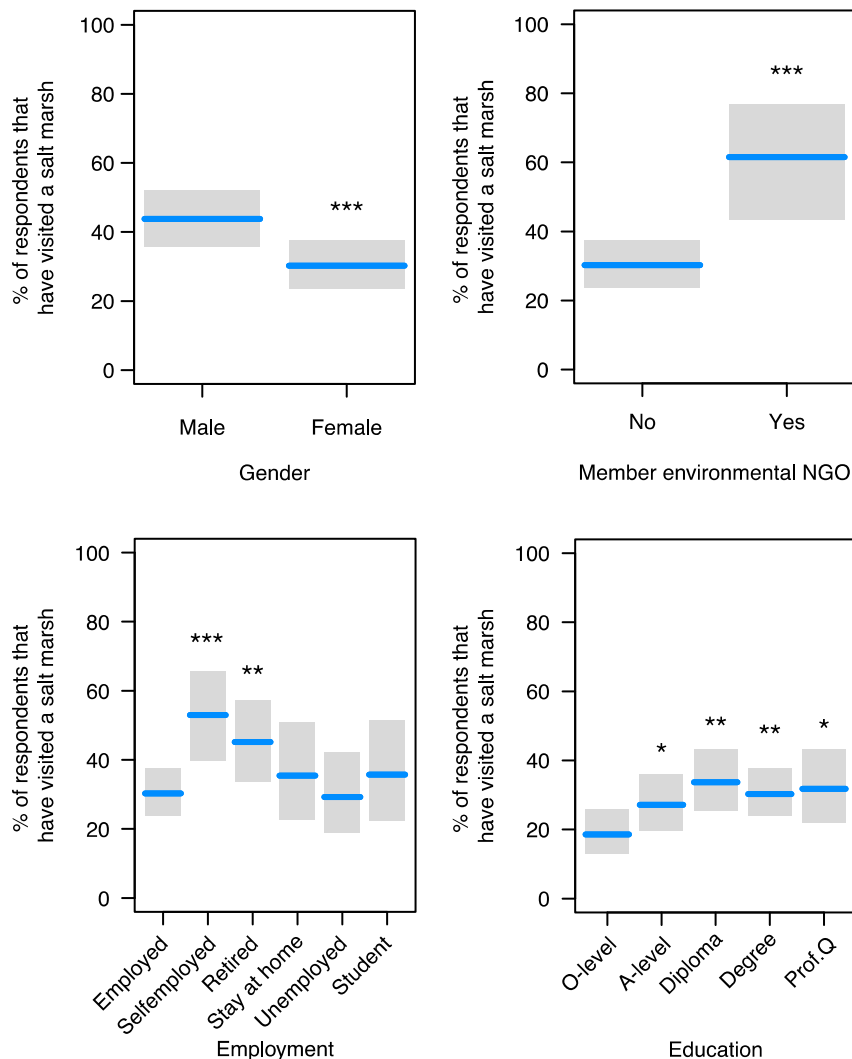 % of respondents that
have visited a salt marsh
100
80
60
40
20
0
***
Male
Female
Gender
% of respondents that
have visited a salt marsh
100
80
60
40
20
0
***
No
Yes
Member environmental NGO
% of respondents that
have visited a salt marsh
100
80
60
40
20
0
***
**
Employed
Selfemployed
Retired
Stay at home
Unemployed
Student
Employment
% of respondents that
have visited a salt marsh
100
80
60
40
20
0
*
**
**
*
O-level
A-level
Diploma
Degree
Prof.Q
Education